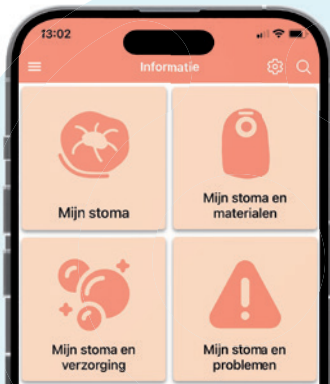 13:02
Informatie
Mijn stoma
Mijn stoma en
materialen
Mijn stoma en
verzorging
Mijn stoma en
problemen